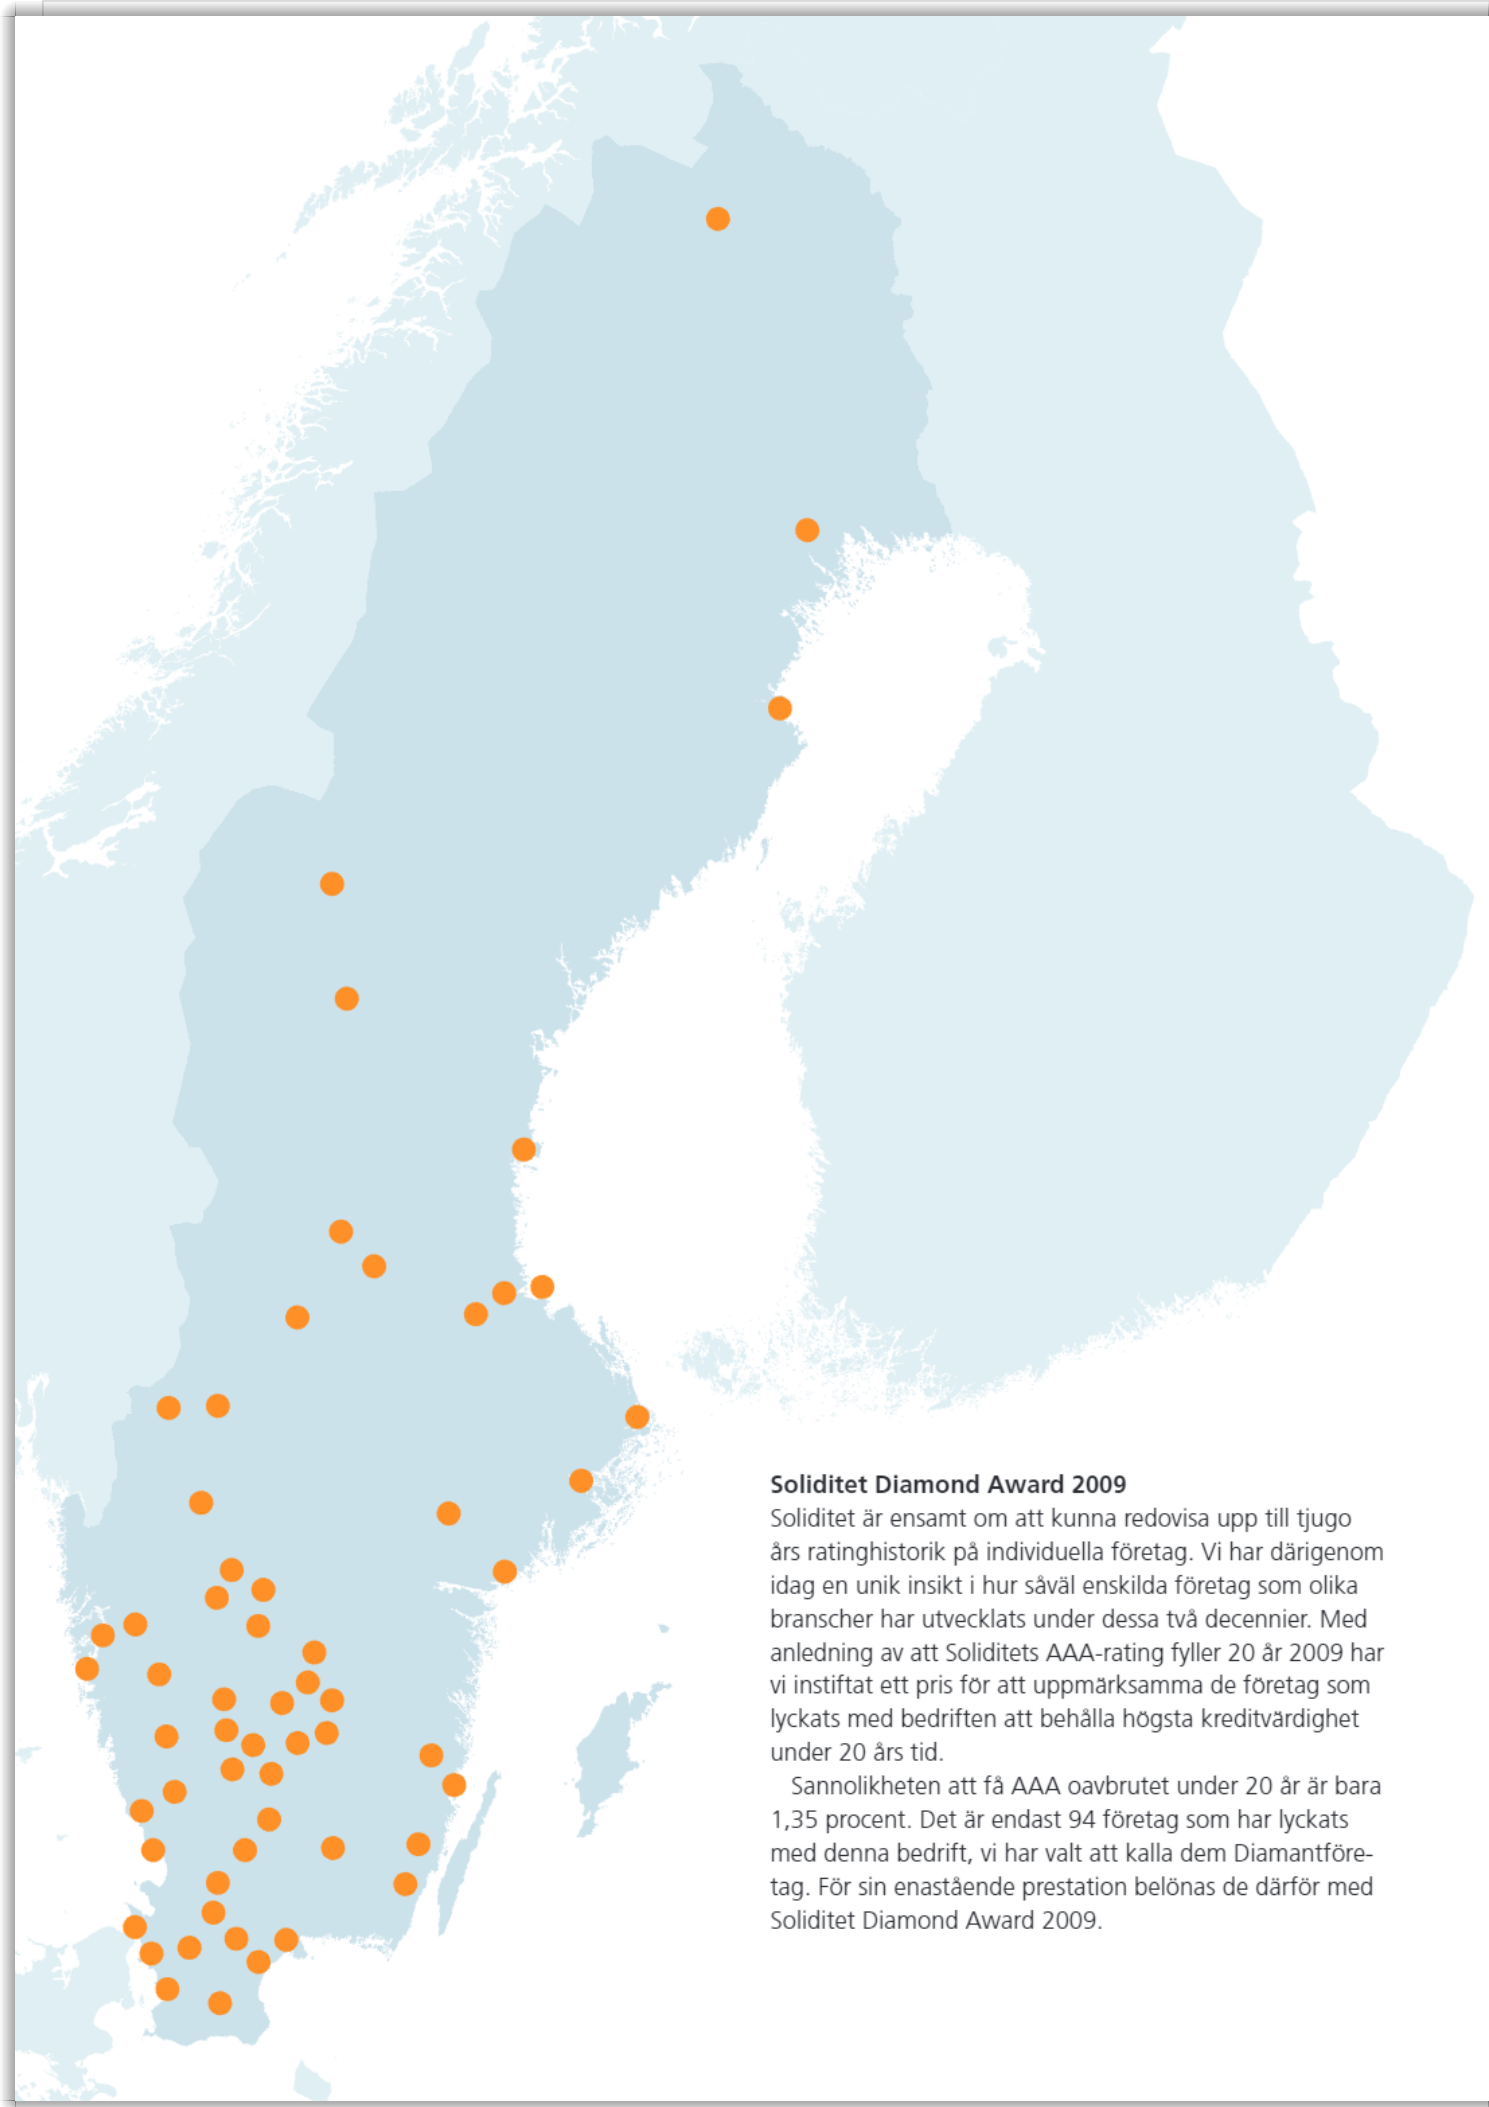 Soliditet Diamond Award 2009
Soliditet är ensamt om att kunna redovisa upp till tjugo
års ratinghistorik på individuella företag. Vi har därigenom
idag en unik insikt i hur såväl enskilda företag som olika
branscher har utvecklats under dessa två decennier. Med
anledning av att Soliditets AAA-rating fyller 20 år 2009 har
vi instiftat ett pris för att uppmärksamma de företag som
lyckats med bedriften att behålla högsta kreditvärdighet
under 20 års tid.
Sannolikheten att få AAA oavbrutet under 20 år är bara
1,35 procent. Det är endast 94 företag som har lyckats
med denna bedrift, vi har valt att kalla dem Diamantföre-
tag. För sin enastående prestation belönas de därför med
Soliditet Diamond Award 2009.